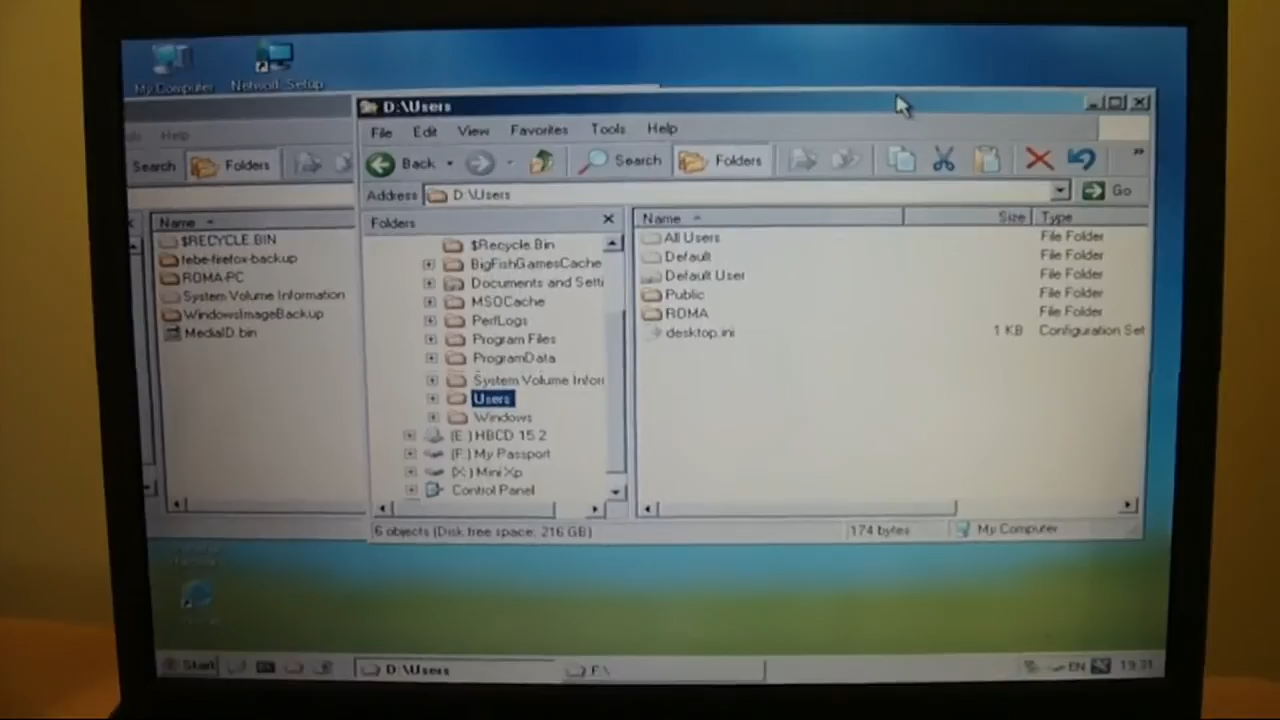 My Computer
Network Setup
D:\Users
Help
File Edit View Favorites Tools Help
Search Folders
Back Search Folders
Address D:\Users Go
Name
$RECYCLE.BIN
febe-firefox-backup
ROMA-PC
System Volume Information
WindowsImageBackup
MediaID.bin
Folders
$Recycle.Bin
BigFishGamesCache
Documents and Setti
MSOCache
PerfLogs
Program Files
ProgramData
System Volume Infor
Users
Windows
(E:) HBCD 15.2
(F:) My Passport
(X:) Mini Xp
Control Panel
Name Size Type
All Users File Folder
Default File Folder
Default User File Folder
Public File Folder
ROMA File Folder
desktop.ini 1 KB Configuration Set
6 objects (Disk free space: 216 GB) 174 bytes My Computer
Start D:\Users F:\ EN 19:31